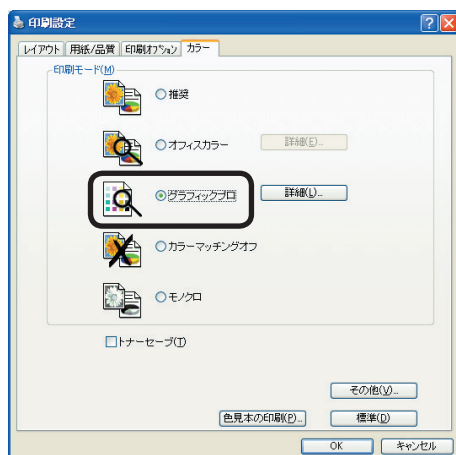 印刷設定
レイアウト 用紙/品質 印刷オプション カラー
印刷モード(M)
推奨
オフィスカラー 詳細(E)...
グラフィックプロ 詳細(L)...
カラーマッチングオフ
モノクロ
トナーセーブ(T)
その他(V)...
色見本の印刷(P)... 標準(D)
OK キャンセル